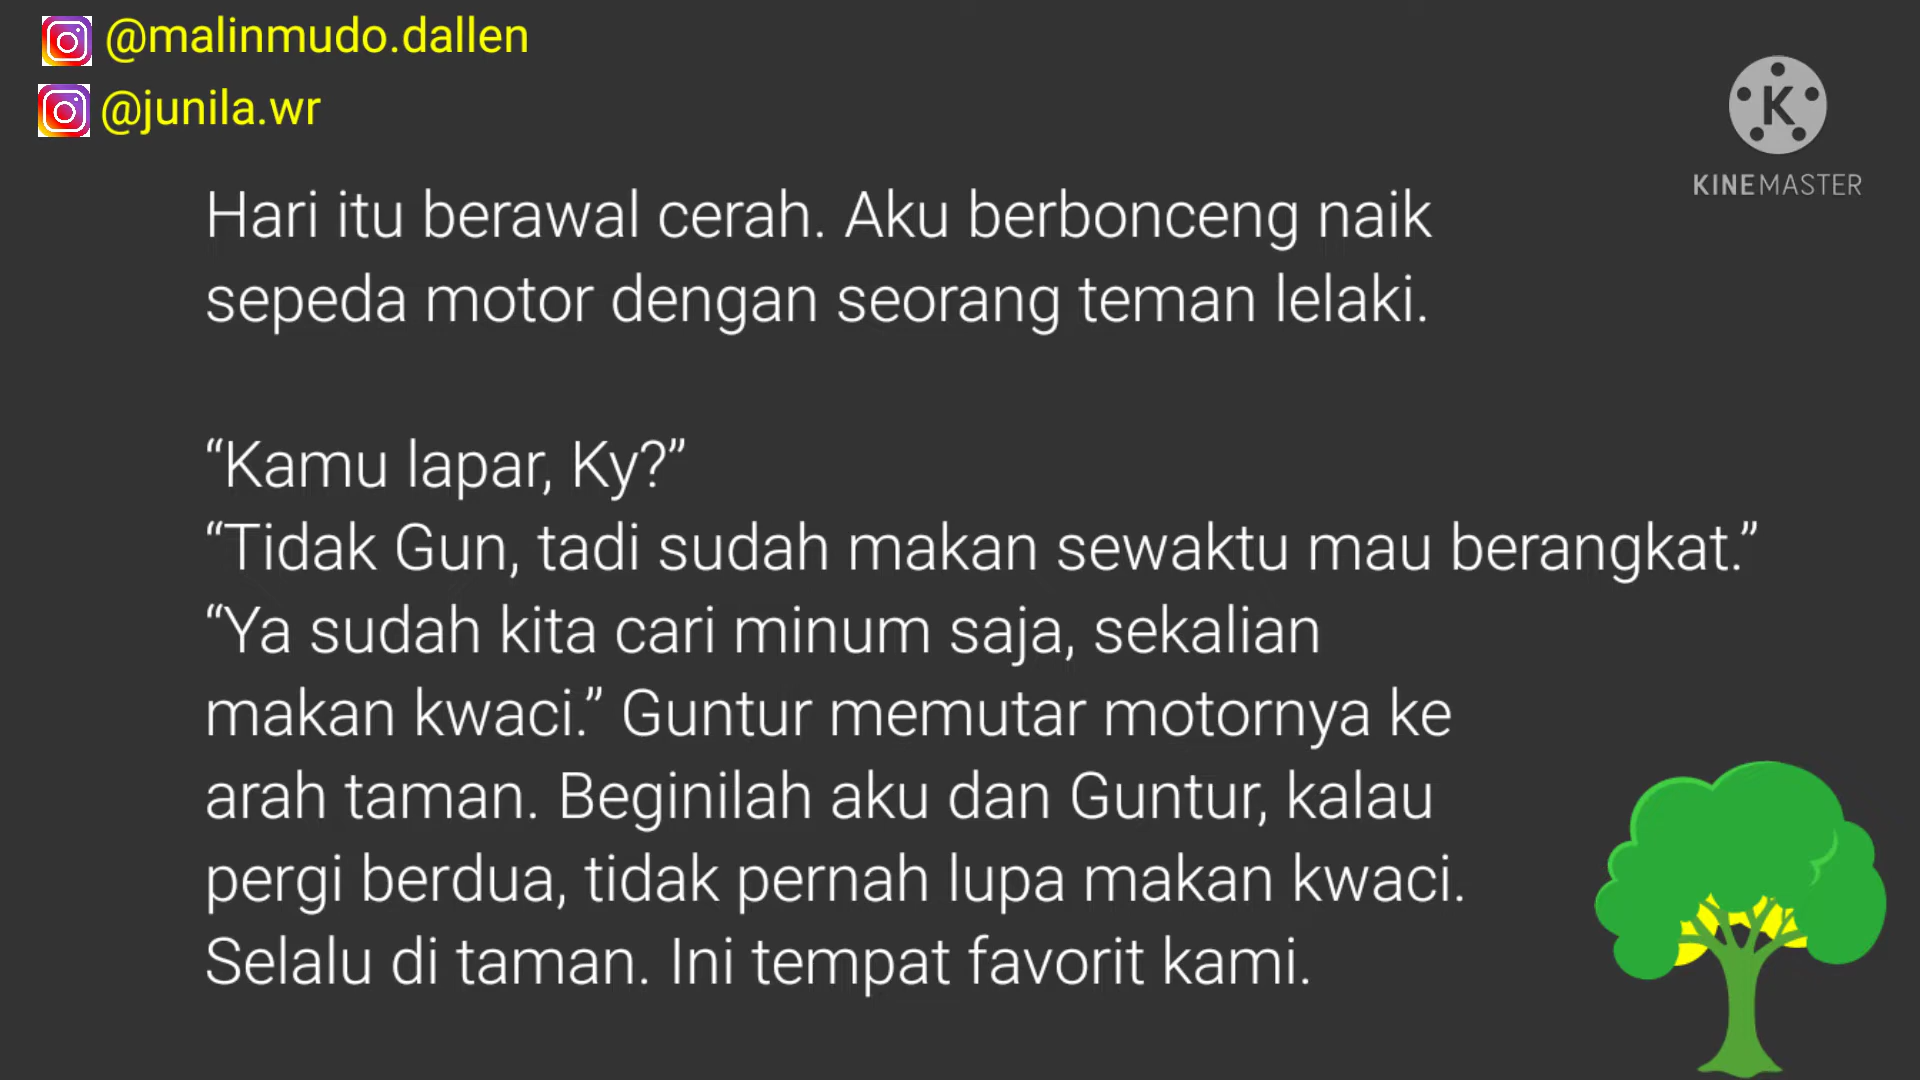 @malinmudo.dallen
@junila.wr
K
KINEMASTER
Hari itu berawal cerah. Aku berbonceng naik
sepeda motor dengan seorang teman lelaki.
“Kamu lapar, Ky?”
“Tidak Gun, tadi sudah makan sewaktu mau berangkat.”
“Ya sudah kita cari minum saja, sekalian
makan kwaci.” Guntur memutar motornya ke
arah taman. Beginilah aku dan Guntur, kalau
pergi berdua, tidak pernah lupa makan kwaci.
Selalu di taman. Ini tempat favorit kami.